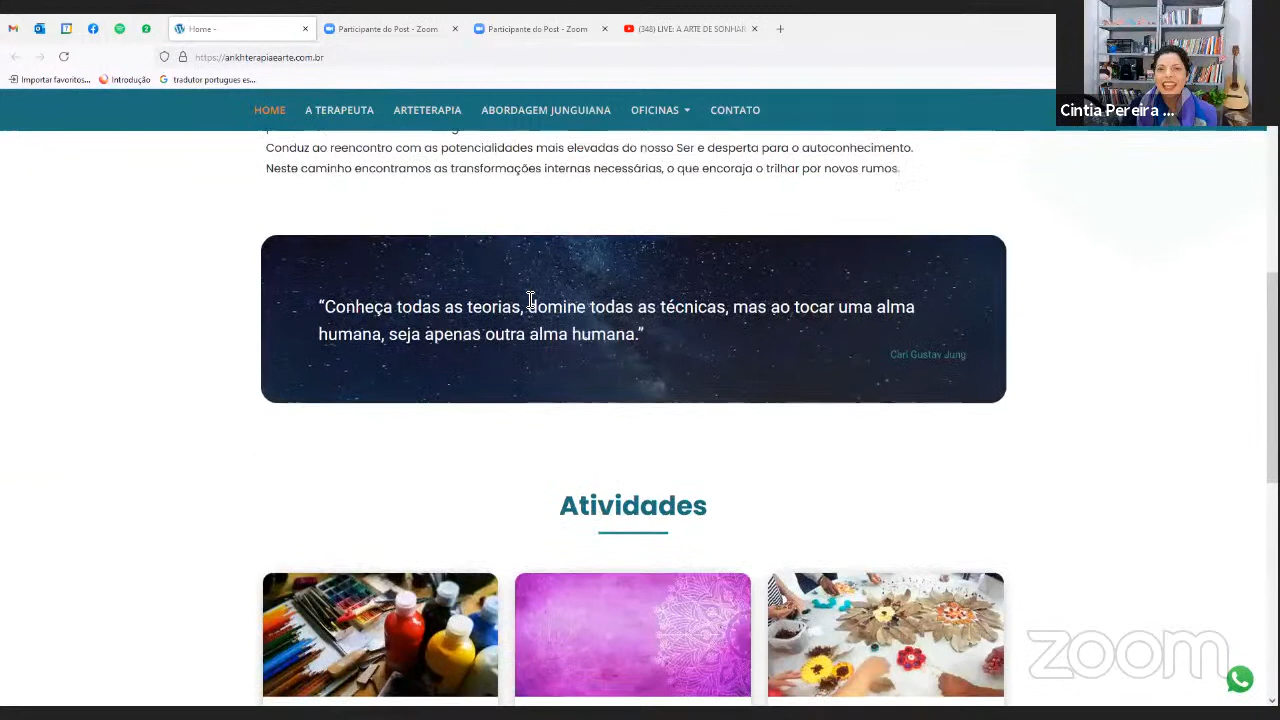 Home -
Participante do Post - Zoom
Participante do Post - Zoom
(348) LIVE: A ARTE DE SONHAR
https://ankhterapiaearte.com.br
Importar favoritos...
Introdução
tradutor portugues es...
Cintia Pereira ...
HOME
A TERAPEUTA
ARTETERAPIA
ABORDAGEM JUNGUIANA
OFICINAS
CONTATO
Conduz ao reencontro com as potencialidades mais elevadas do nosso Ser e desperta para o autoconhecimento.
Neste caminho encontramos as transformações internas necessárias, o que encoraja o trilhar por novos rumos.
“Conheça todas as teorias, domine todas as técnicas, mas ao tocar uma alma
humana, seja apenas outra alma humana.”
Carl Gustav Jung
Atividades
zoom